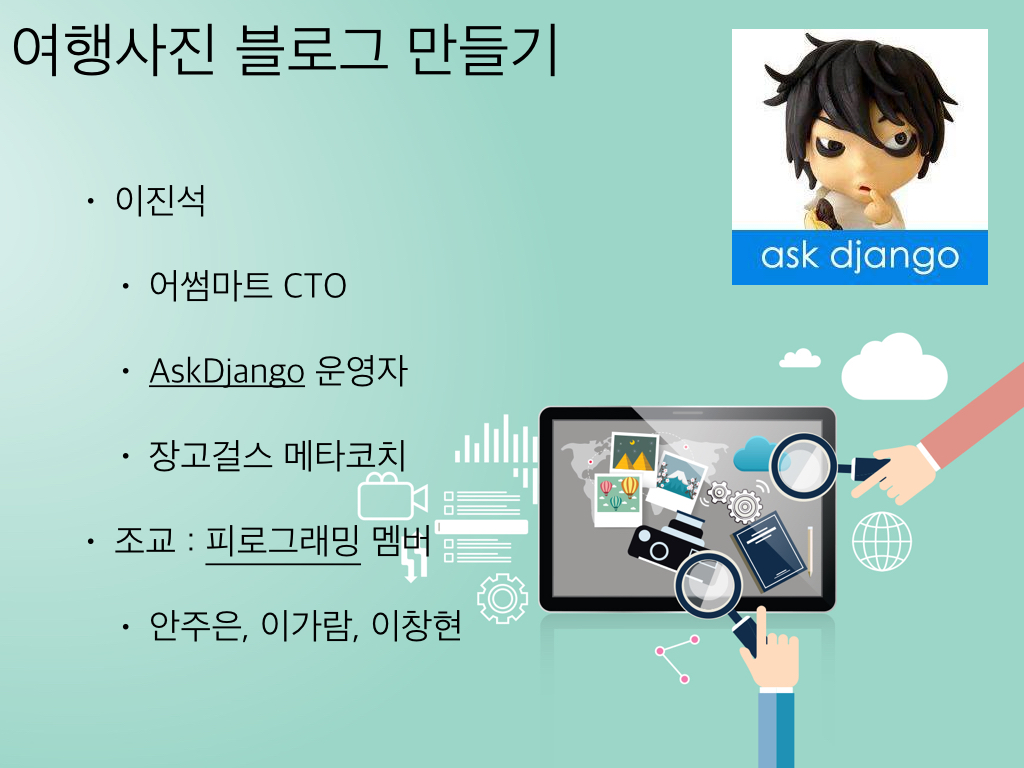 여행사진 블로그 만들기
ask django
• 이진석
• 어썸마트 CTO
• AskDjango 운영자
• 장고걸스 메타코치
• 조교 : 피로그래밍 멤버
• 안주은, 이가람, 이창현